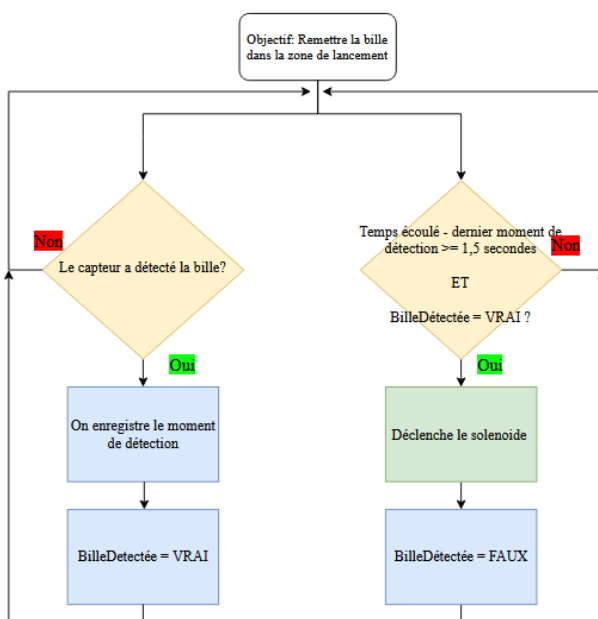 Objectif: Remettre la bille
dans la zone de lancement
Non
Le capteur a détecté la bille?
Oui
On enregistre le moment
de détection
BilleDetectée = VRAI
Temps écoulé - dernier moment de
détection >= 1,5 secondes
Non
ET
BilleDétectée = VRAI ?
Oui
Déclenche le solenoide
BilleDétectée = FAUX